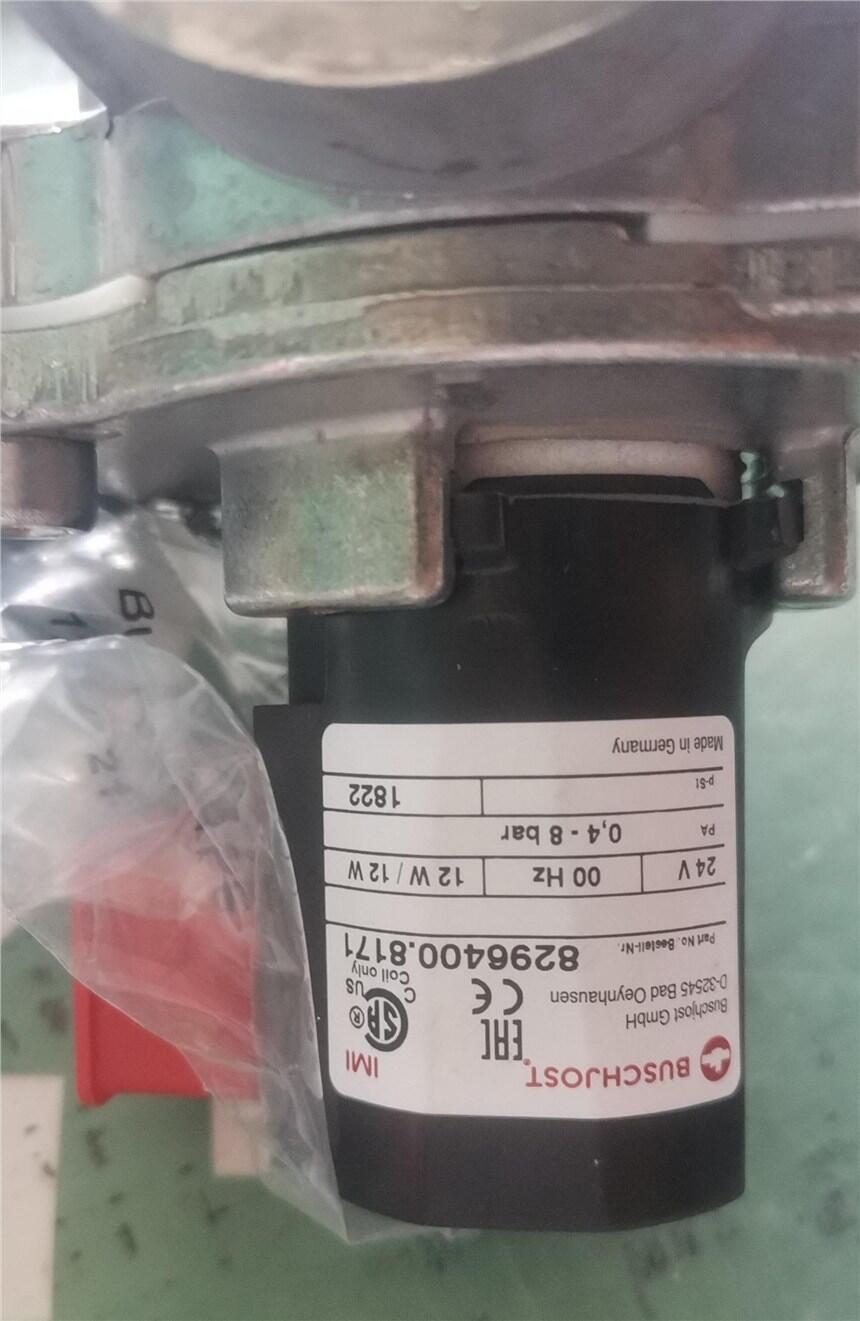 BUSCHJOST® IMI
Buschjost GmbH
D-32545 Bad Oeynhausen
EAC CE SA ® C US
Coil only
Part No./Bestell-Nr. 8296400.8171
24 V 00 Hz 12 W / 12 W
PA 0,4 - 8 bar
p-St 1822
Made in Germany